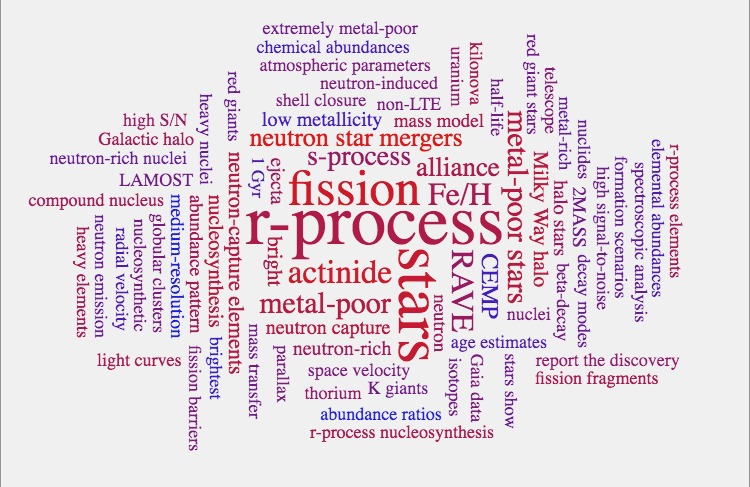 extremely metal-poor
chemical abundances
atmospheric parameters
neutron-induced
shell closure
non-LTE
uranium
kilonova
half-life
red giant stars
telescope
metal-rich
low metallicity
mass model
neutron star mergers
s-process
alliance
fission
Fe/H
r-process
high S/N
Galactic halo
neutron-rich nuclei
LAMOST
compound nucleus
heavy nuclei
red giants
1 Gyr
ejecta
bright
neutron-capture elements
nucleosynthesis
abundance pattern
medium-resolution
globular clusters
nucleosynthetic
radial velocity
neutron emission
heavy elements
metal-poor stars
Milky Way halo
halo stars
beta-decay
nuclides
2MASS
decay modes
high signal-to-noise
formation scenarios
spectroscopic analysis
elemental abundances
r-process elements
actinide
stars
RAVE
CEMP
nuclei
metal-poor
neutron
neutron capture
neutron-rich
age estimates
space velocity
thorium
K giants
abundance ratios
r-process nucleosynthesis
light curves
fission barriers
brightest
mass transfer
parallax
isotopes
Gaia data
stars show
report the discovery
fission fragments